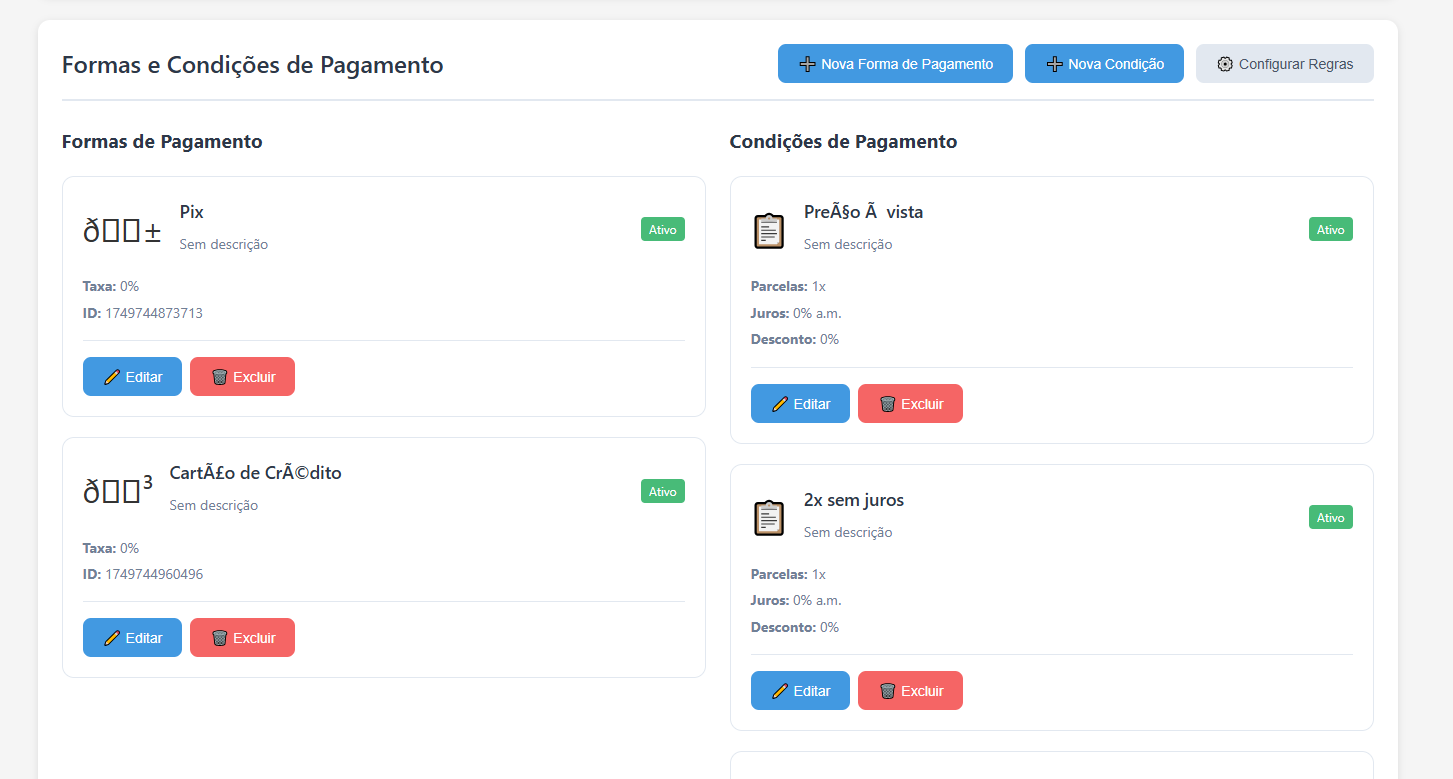 Formas e Condições de Pagamento
➕ Nova Forma de Pagamento
➕ Nova Condição
⚙ Configurar Regras
Formas de Pagamento
Pix
Sem descrição
Ativo
Taxa: 0%
ID: 1749744873713
Editar
Excluir
CartÃ£o de CrÃ©dito
Sem descrição
Ativo
Taxa: 0%
ID: 1749744960496
Editar
Excluir
Condições de Pagamento
PreÃ§o Ã  vista
Sem descrição
Ativo
Parcelas: 1x
Juros: 0% a.m.
Desconto: 0%
Editar
Excluir
2x sem juros
Sem descrição
Ativo
Parcelas: 1x
Juros: 0% a.m.
Desconto: 0%
Editar
Excluir